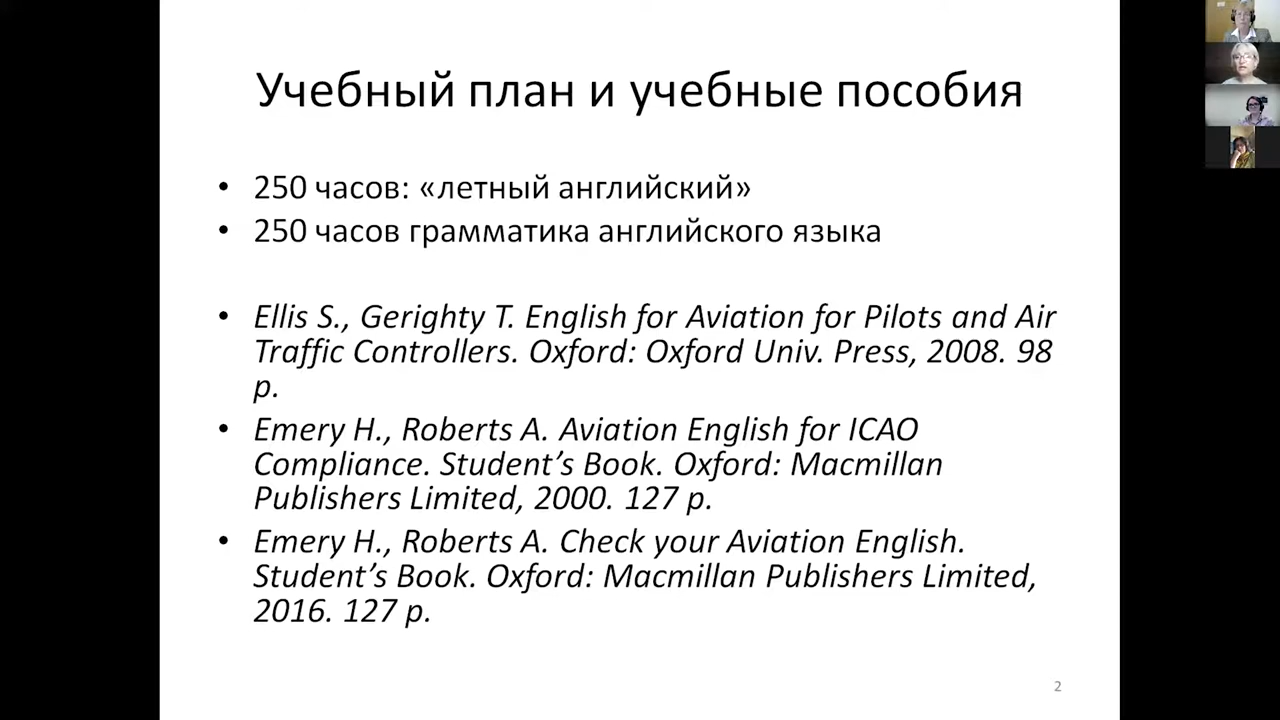 Учебный план и учебные пособия
• 250 часов: «летный английский»
• 250 часов грамматика английского языка
• Ellis S., Gerighty T. English for Aviation for Pilots and Air
Traffic Controllers. Oxford: Oxford Univ. Press, 2008. 98
p.
• Emery H., Roberts A. Aviation English for ICAO
Compliance. Student’s Book. Oxford: Macmillan
Publishers Limited, 2000. 127 p.
• Emery H., Roberts A. Check your Aviation English.
Student’s Book. Oxford: Macmillan Publishers Limited,
2016. 127 p.
2